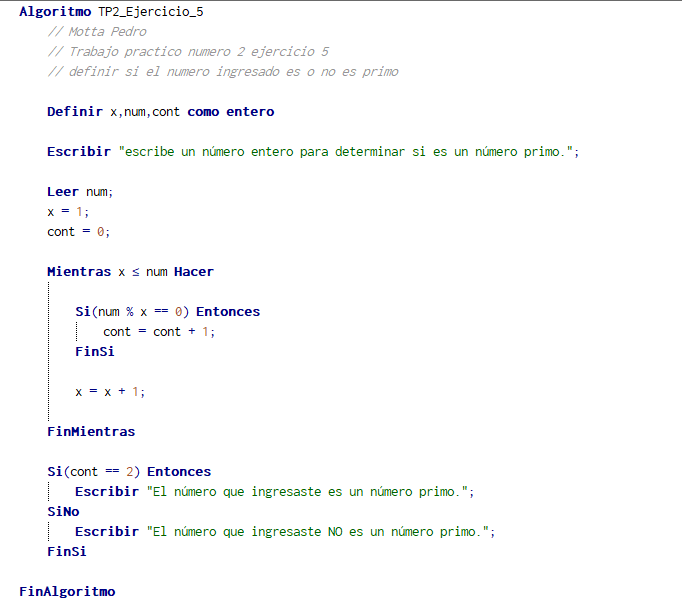 Algoritmo TP2_Ejercicio_5
// Motta Pedro
// Trabajo practico numero 2 ejercicio 5
// definir si el numero ingresado es o no es primo
Definir x,num,cont como entero
Escribir "escribe un número entero para determinar si es un número primo.";
Leer num;
x = 1;
cont = 0;
Mientras x ≤ num Hacer
Si(num % x == 0) Entonces
cont = cont + 1;
FinSi
x = x + 1;
FinMientras
Si(cont == 2) Entonces
Escribir "El número que ingresaste es un número primo.";
SiNo
Escribir "El número que ingresaste NO es un número primo.";
FinSi
FinAlgoritmo